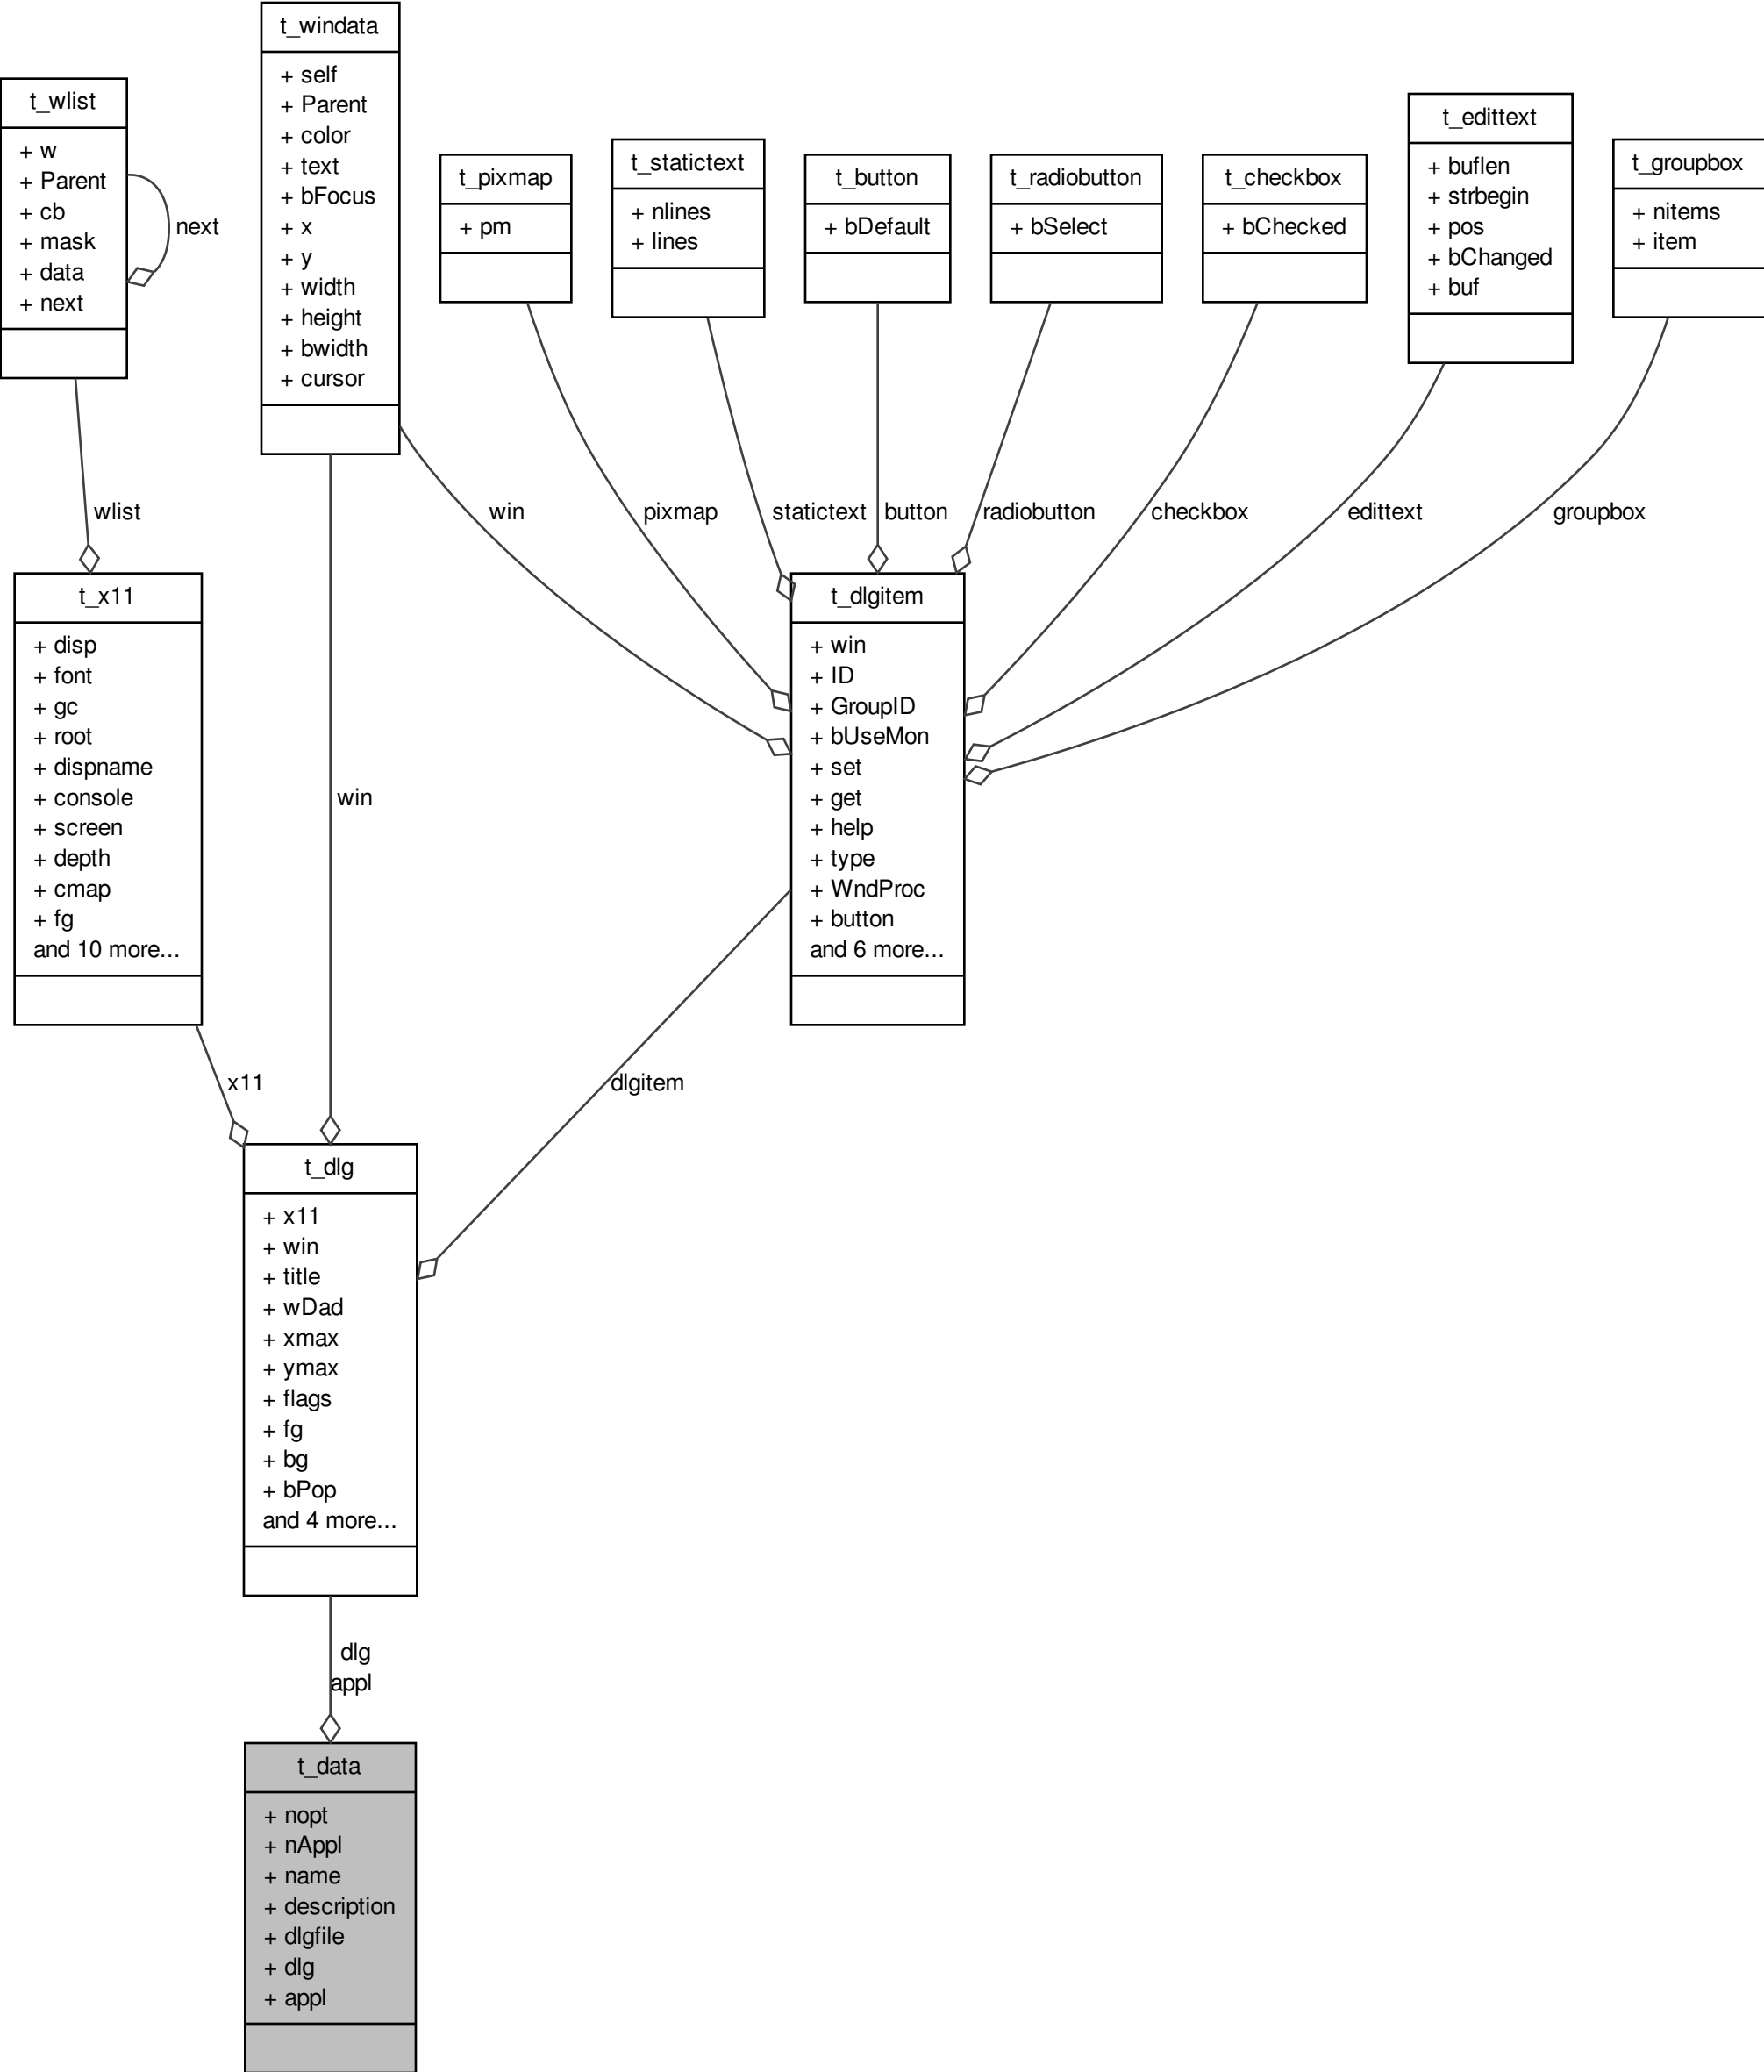 t_windata
+ self
+ Parent
+ color
+ text
+ bFocus
+ x
+ y
+ width
+ height
+ bwidth
+ cursor
t_wlist
+ w
+ Parent
+ cb
+ mask
+ data
+ next
next
t_pixmap
+ pm
t_statictext
+ nlines
+ lines
t_button
+ bDefault
t_radiobutton
+ bSelect
t_checkbox
+ bChecked
t_edittext
+ buflen
+ strbegin
+ pos
+ bChanged
+ buf
t_groupbox
+ nitems
+ item
wlist
win
pixmap
statictext
button
radiobutton
checkbox
edittext
groupbox
t_x11
+ disp
+ font
+ gc
+ root
+ dispname
+ console
+ screen
+ depth
+ cmap
+ fg
and 10 more...
win
t_dlgitem
+ win
+ ID
+ GroupID
+ bUseMon
+ set
+ get
+ help
+ type
+ WndProc
+ button
and 6 more...
x11
dlgitem
t_dlg
+ x11
+ win
+ title
+ wDad
+ xmax
+ ymax
+ flags
+ fg
+ bg
+ bPop
and 4 more...
dlg
appl
t_data
+ nopt
+ nAppl
+ name
+ description
+ dlgfile
+ dlg
+ appl